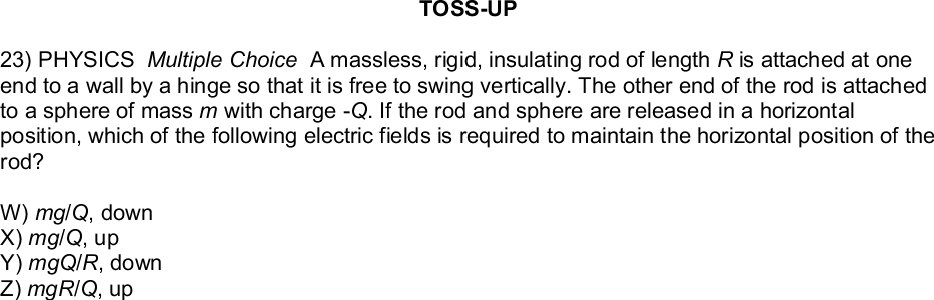 TOSS-UP
23) PHYSICS Multiple Choice A massless, rigid, insulating rod of length R is attached at one
end to a wall by a hinge so that it is free to swing vertically. The other end of the rod is attached
to a sphere of mass m with charge -Q. If the rod and sphere are released in a horizontal
position, which of the following electric fields is required to maintain the horizontal position of the
rod?
W) mg/Q, down
X) mg/Q, up
Y) mgQ/R, down
Z) mgR/Q, up